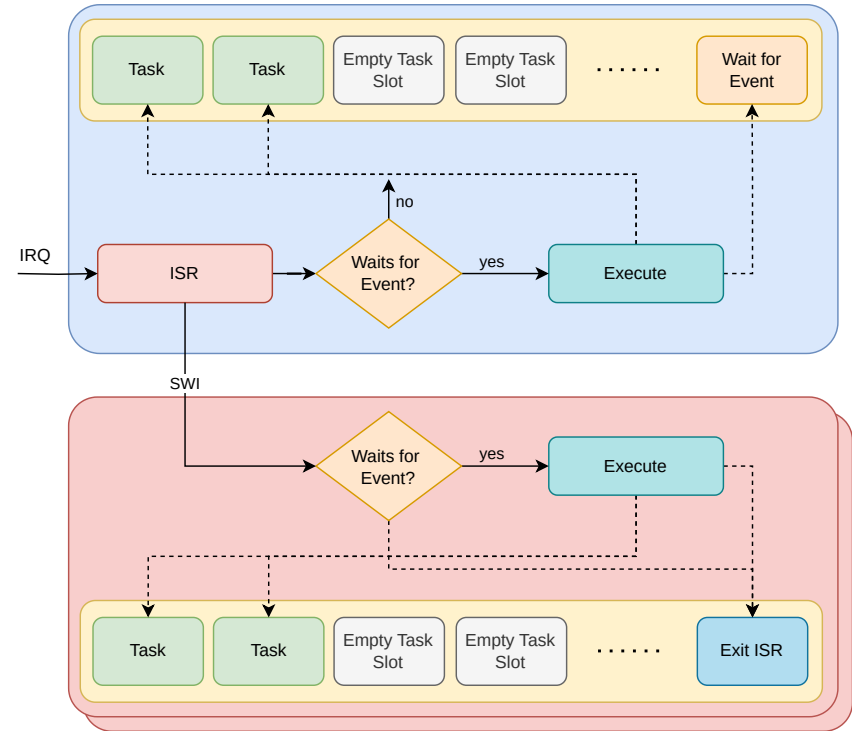 Task
Task
Empty Task
Slot
Empty Task
Slot
······
Wait for
Event
no
IRQ
ISR
Waits for
Event?
yes
Execute
SWI
Waits for
Event?
yes
Execute
Task
Task
Empty Task
Slot
Empty Task
Slot
······
Exit ISR